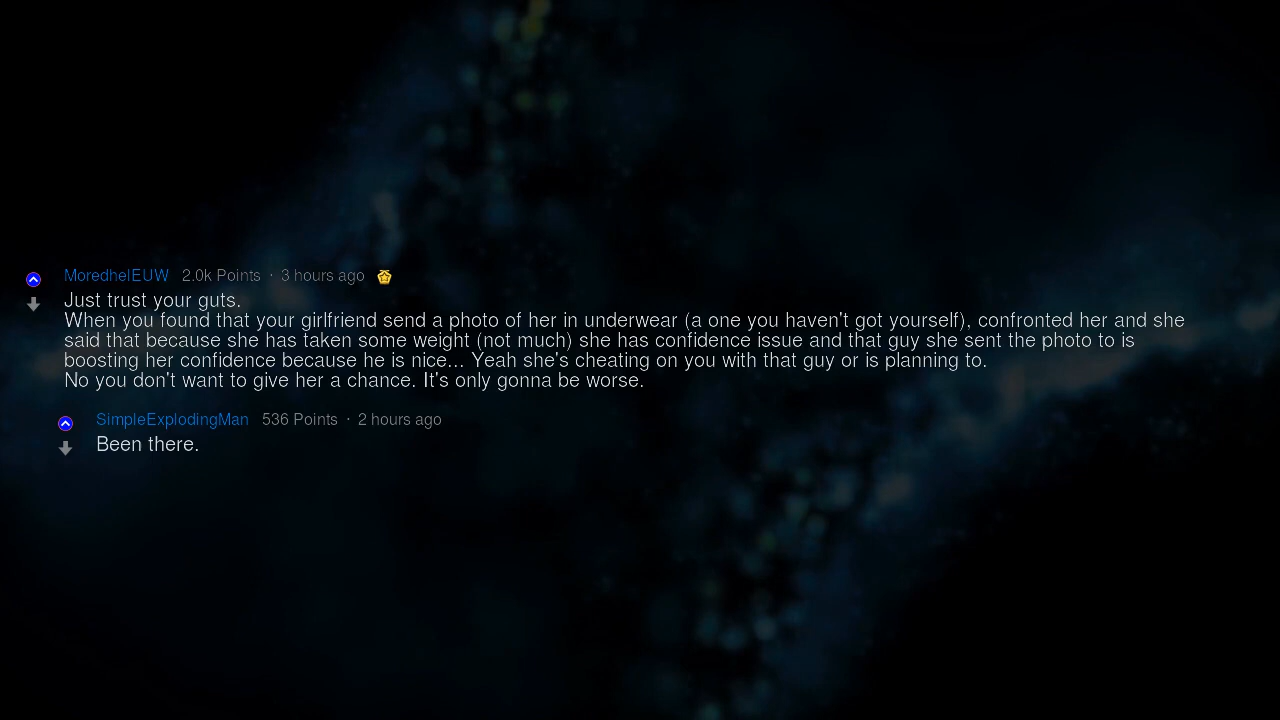 MoredhelEUW 2.0k Points · 3 hours ago
Just trust your guts.
When you found that your girlfriend send a photo of her in underwear (a one you haven't got yourself), confronted her and she
said that because she has taken some weight (not much) she has confidence issue and that guy she sent the photo to is
boosting her confidence because he is nice... Yeah she's cheating on you with that guy or is planning to.
No you don't want to give her a chance. It's only gonna be worse.
SimpleExplodingMan 536 Points · 2 hours ago
Been there.